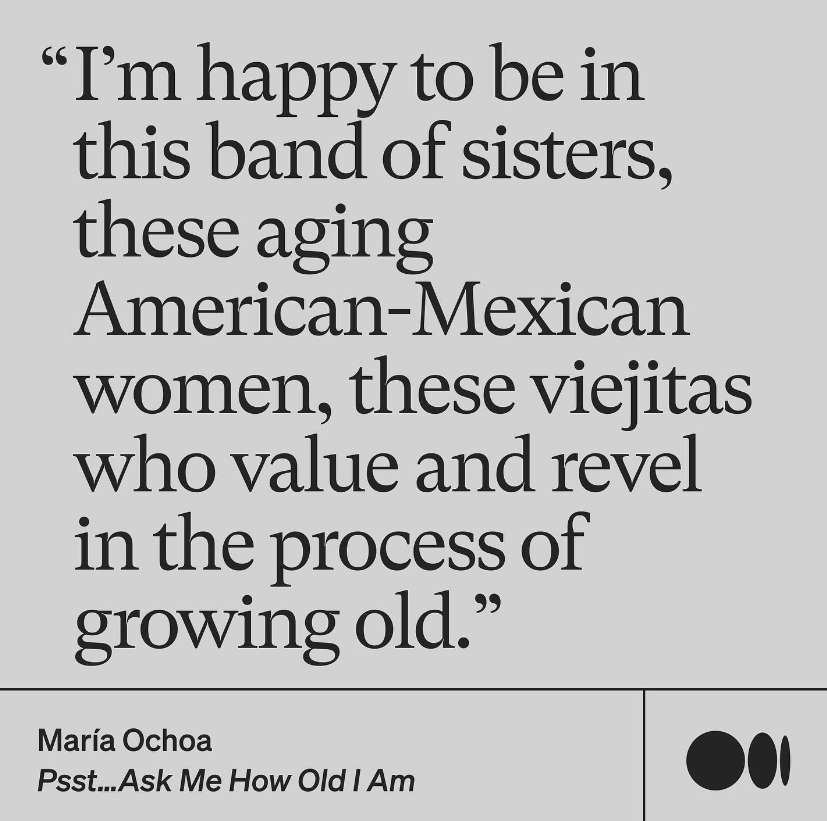 “I’m happy to be in
this band of sisters,
these aging
American-Mexican
women, these viejitas
who value and revel
in the process of
growing old.”
María Ochoa
Psst...Ask Me How Old I Am